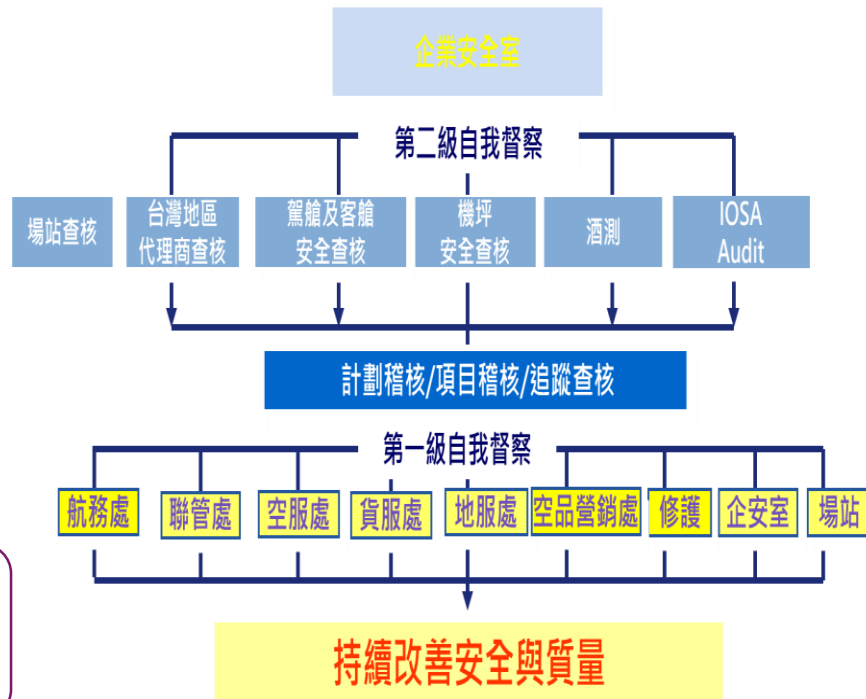 企業安全室
第二級自我督察
場站查核
台灣地區
代理商查核
駕艙及客艙
安全查核
機坪
安全查核
酒測
IOSA
Audit
計劃稽核/項目稽核/追蹤查核
第一級自我督察
航務處
聯管處
空服處
貨服處
地服處
空品營銷處
修護
企安室
場站
持續改善安全與質量